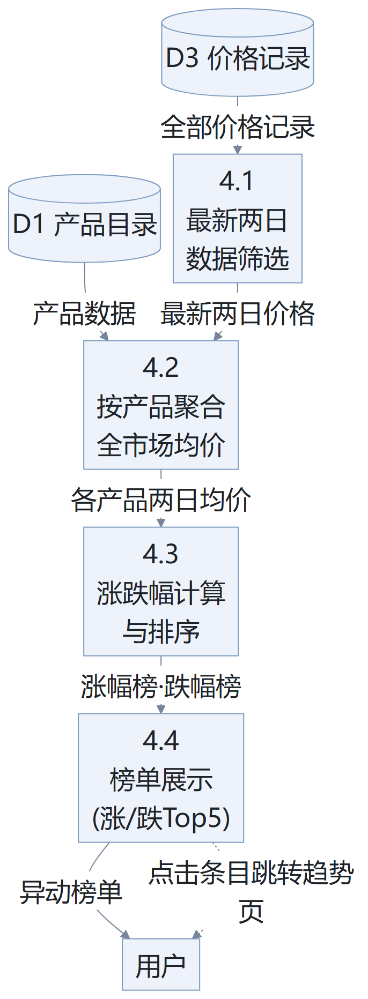 D3 价格记录
全部价格记录
4.1
最新两日
数据筛选
D1 产品目录
产品数据
最新两日价格
4.2
按产品聚合
全市场均价
各产品两日均价
4.3
涨跌幅计算
与排序
涨幅榜·跌幅榜
4.4
榜单展示
(涨/跌Top5)
点击条目跳转趋势
页
异动榜单
用户